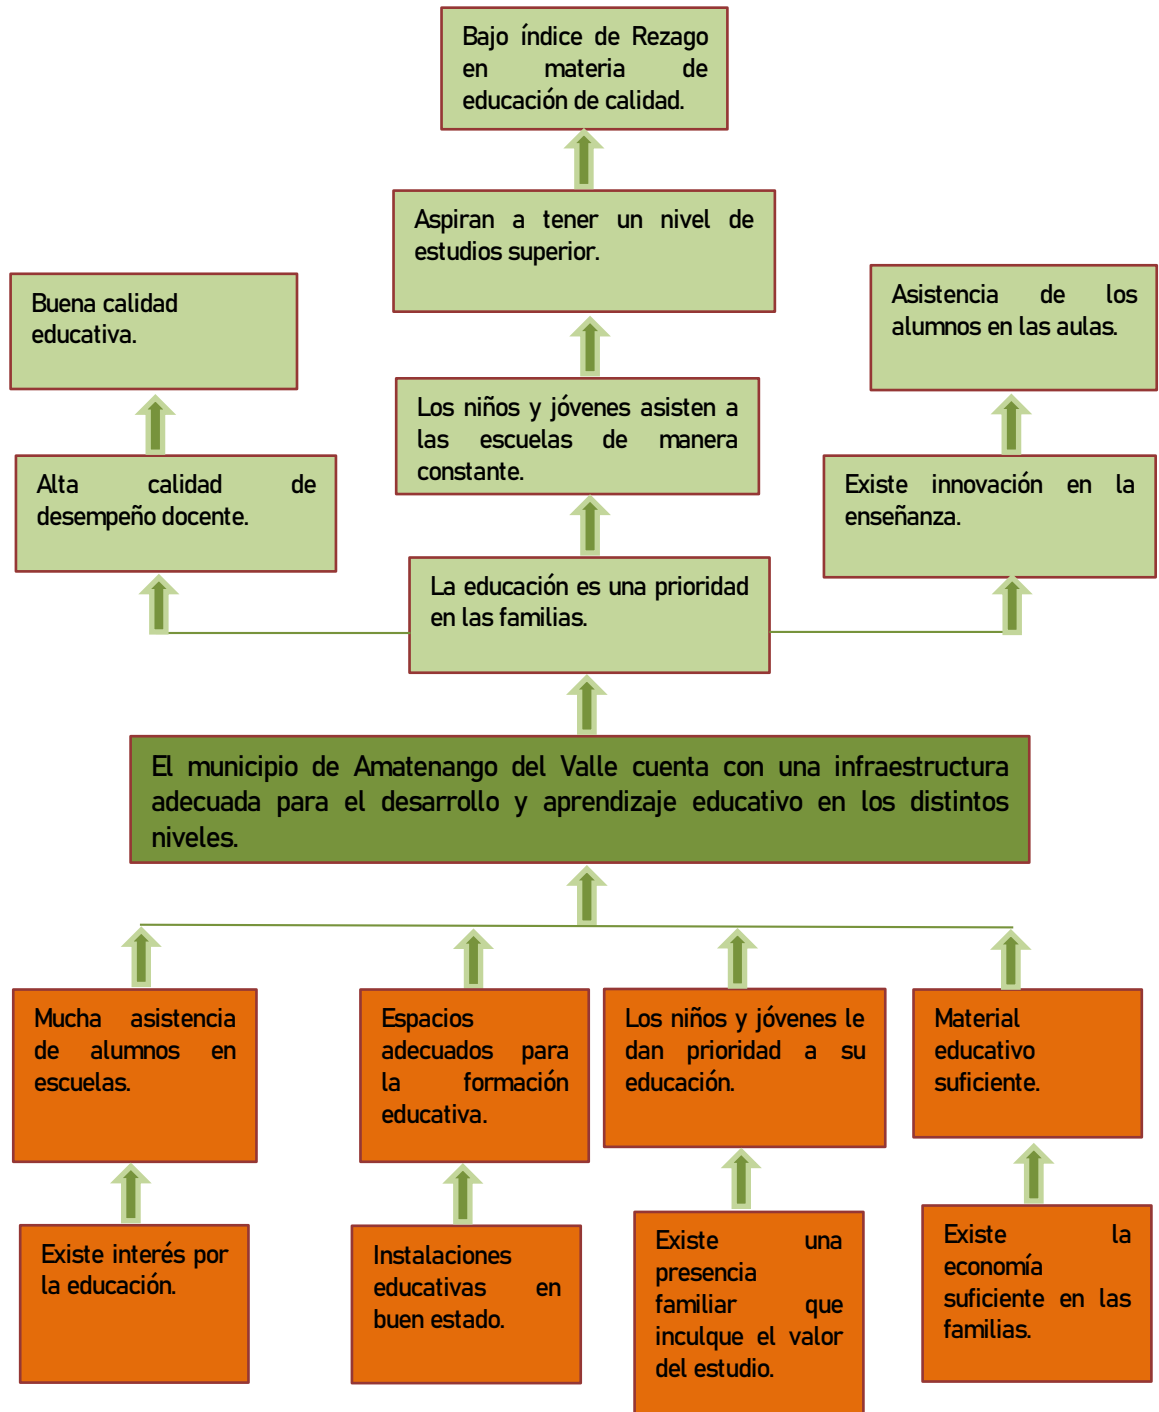 Bajo índice de Rezago
en materia de
educación de calidad.
Aspiran a tener un nivel de
estudios superior.
Buena calidad
educativa.
Asistencia de los
alumnos en las aulas.
Los niños y jóvenes asisten a
las escuelas de manera
constante.
Alta calidad de
desempeño docente.
Existe innovación en la
enseñanza.
La educación es una prioridad
en las familias.
El municipio de Amatenango del Valle cuenta con una infraestructura
adecuada para el desarrollo y aprendizaje educativo en los distintos
niveles.
Mucha asistencia
de alumnos en
escuelas.
Espacios
adecuados para
la formación
educativa.
Los niños y jóvenes le
dan prioridad a su
educación.
Material
educativo
suficiente.
Existe interés por
la educación.
Instalaciones
educativas en
buen estado.
Existe una
presencia
familiar que
inculque el valor
del estudio.
Existe la
economía
suficiente en las
familias.